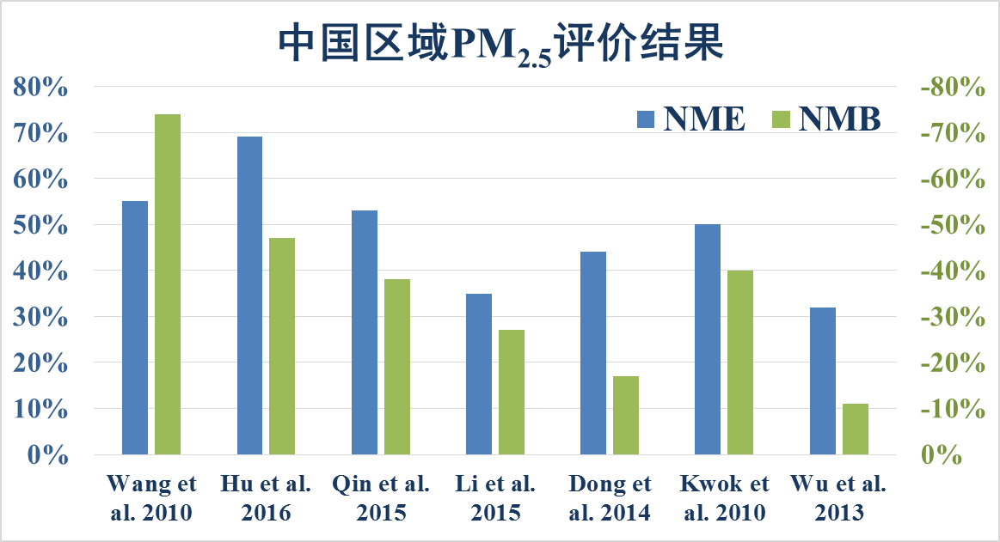 中国区域PM2.5评价结果
NME NMB
80% -80%
70% -70%
60% -60%
50% -50%
40% -40%
30% -30%
20% -20%
10% -10%
0% 0%
Wang et Hu et al. Qin et al. Li et al. Dong et Kwok et Wu et al.
al. 2010 2016 2015 2015 al. 2014 al. 2010 2013